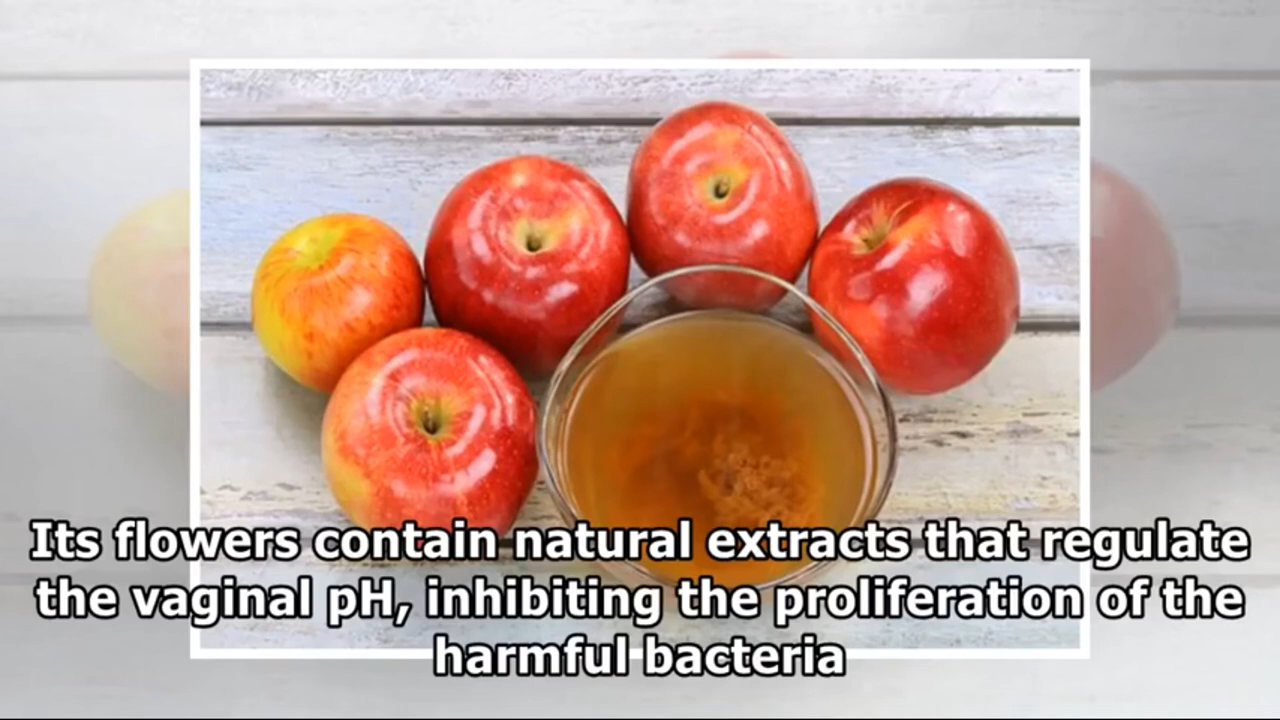 Its flowers contain natural extracts that regulate
the vaginal pH, inhibiting the proliferation of the
harmful bacteria